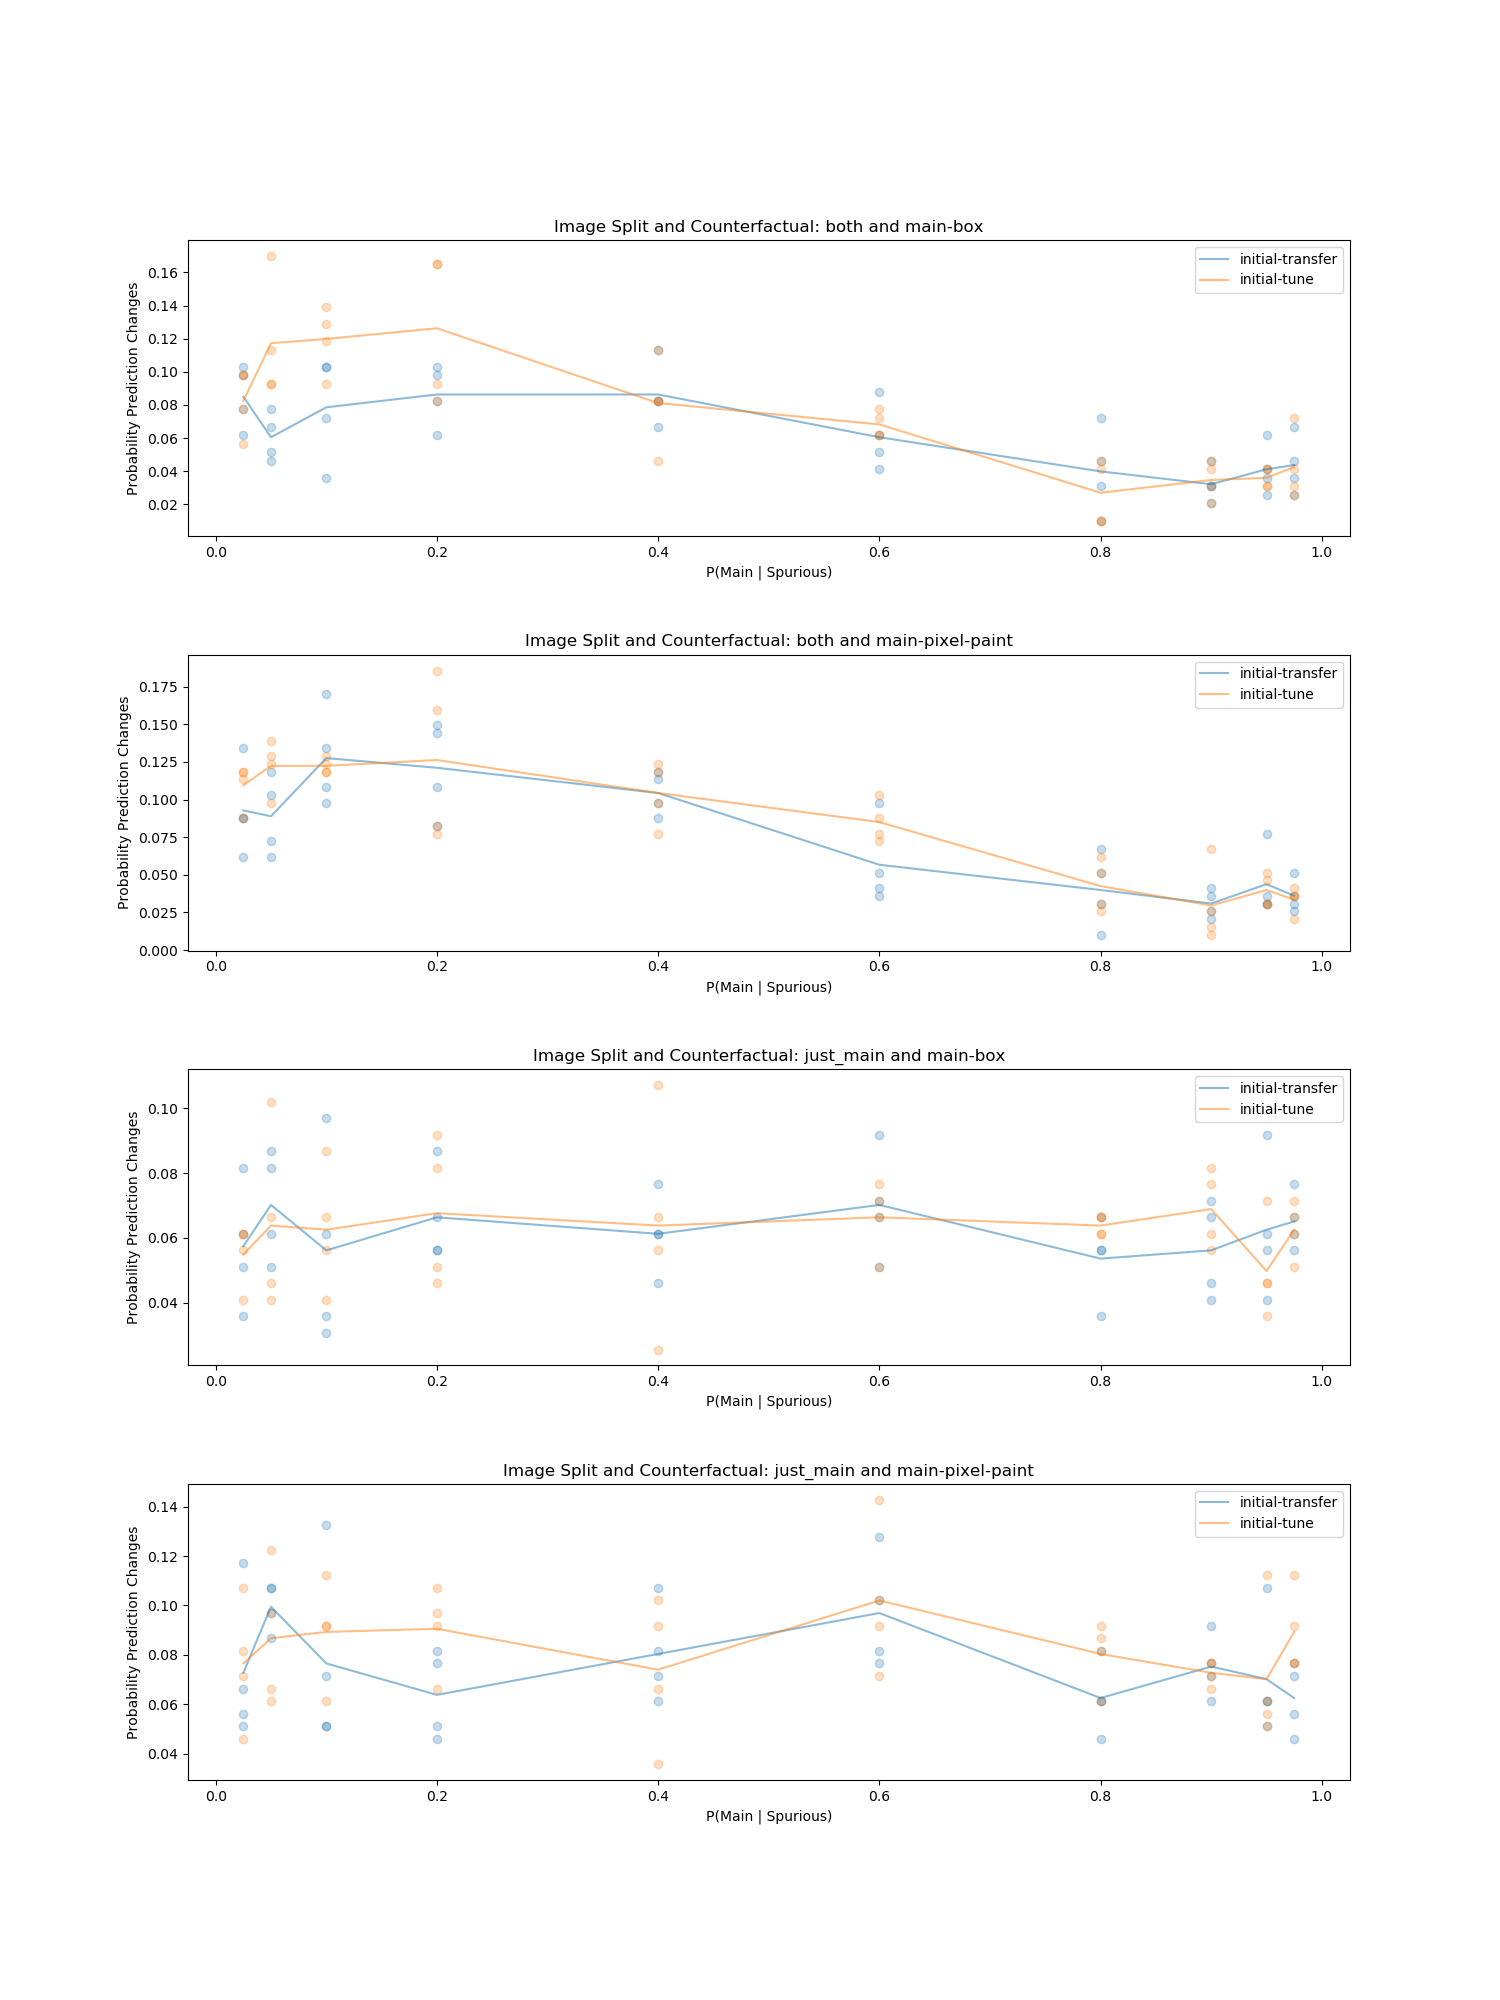 Image Split and Counterfactual: both and main-box
Probability Prediction Changes
0.16
0.14
0.12
0.10
0.08
0.06
0.04
0.02
initial-transfer
initial-tune
0.0 0.2 0.4 0.6 0.8 1.0
P(Main | Spurious)
Image Split and Counterfactual: both and main-pixel-paint
Probability Prediction Changes
0.175
0.150
0.125
0.100
0.075
0.050
0.025
0.000
initial-transfer
initial-tune
0.0 0.2 0.4 0.6 0.8 1.0
P(Main | Spurious)
Image Split and Counterfactual: just_main and main-box
Probability Prediction Changes
0.10
0.08
0.06
0.04
initial-transfer
initial-tune
0.0 0.2 0.4 0.6 0.8 1.0
P(Main | Spurious)
Image Split and Counterfactual: just_main and main-pixel-paint
Probability Prediction Changes
0.14
0.12
0.10
0.08
0.06
0.04
initial-transfer
initial-tune
0.0 0.2 0.4 0.6 0.8 1.0
P(Main | Spurious)